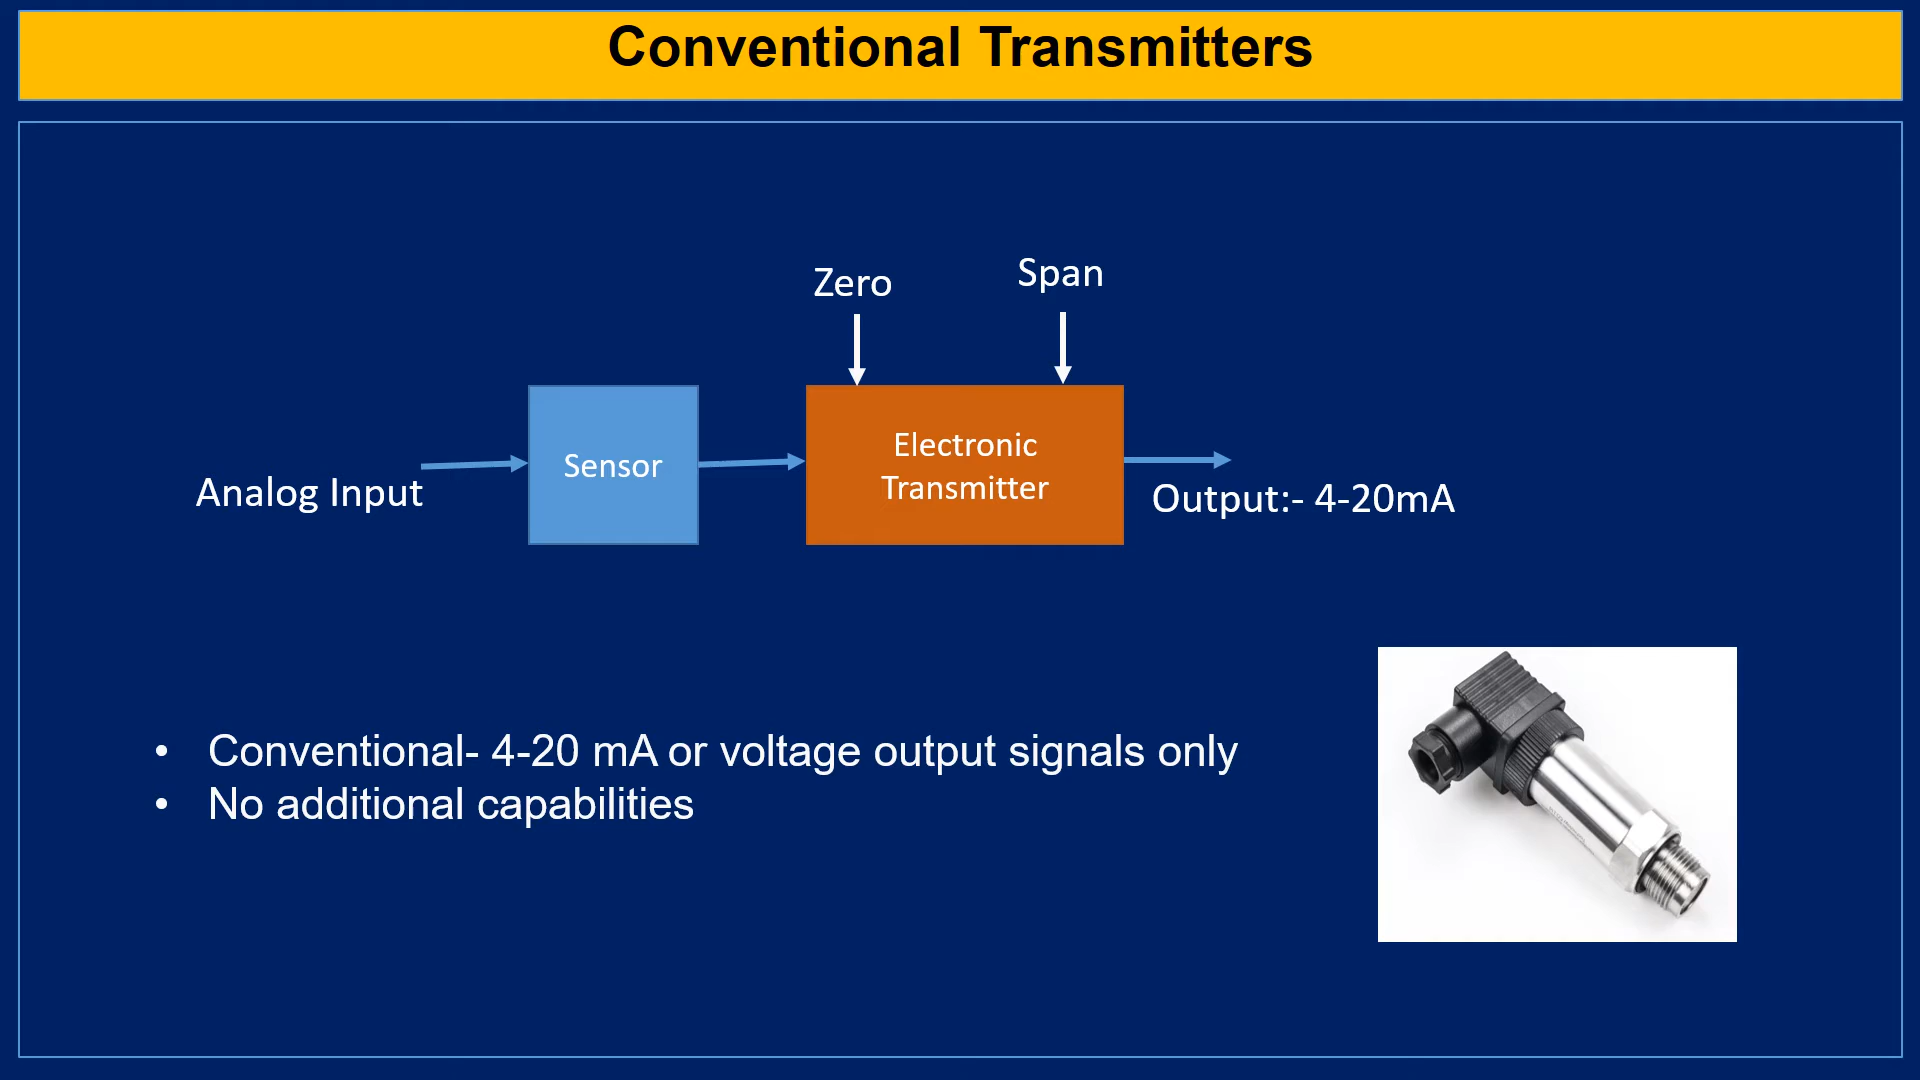 Conventional Transmitters
Zero
Span
Analog Input
Sensor
Electronic
Transmitter
Output:- 4-20mA
• Conventional- 4-20 mA or voltage output signals only
• No additional capabilities